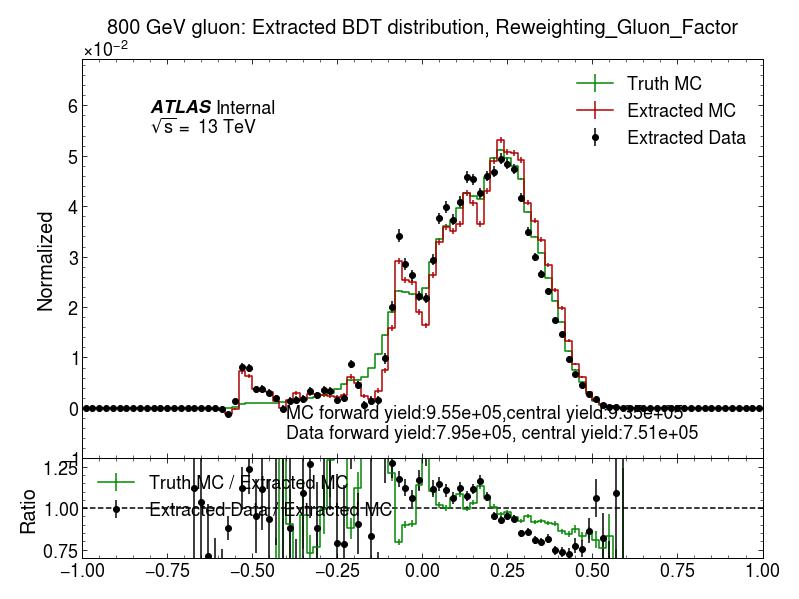 800 GeV gluon: Extracted BDT distribution, Reweighting_Gluon_Factor
×10−2
ATLAS Internal
√s = 13 TeV
Truth MC
Extracted MC
Extracted Data
Normalized
6
5
4
3
2
1
0
MC forward yield:9.55e+05,central yield:9.35e+05
Data forward yield:7.95e+05, central yield:7.51e+05
1
Ratio
1.25
1.00
0.75
Truth MC / Extracted MC
Extracted Data / Extracted MC
−1.00 −0.75 −0.50 −0.25 0.00 0.25 0.50 0.75 1.00